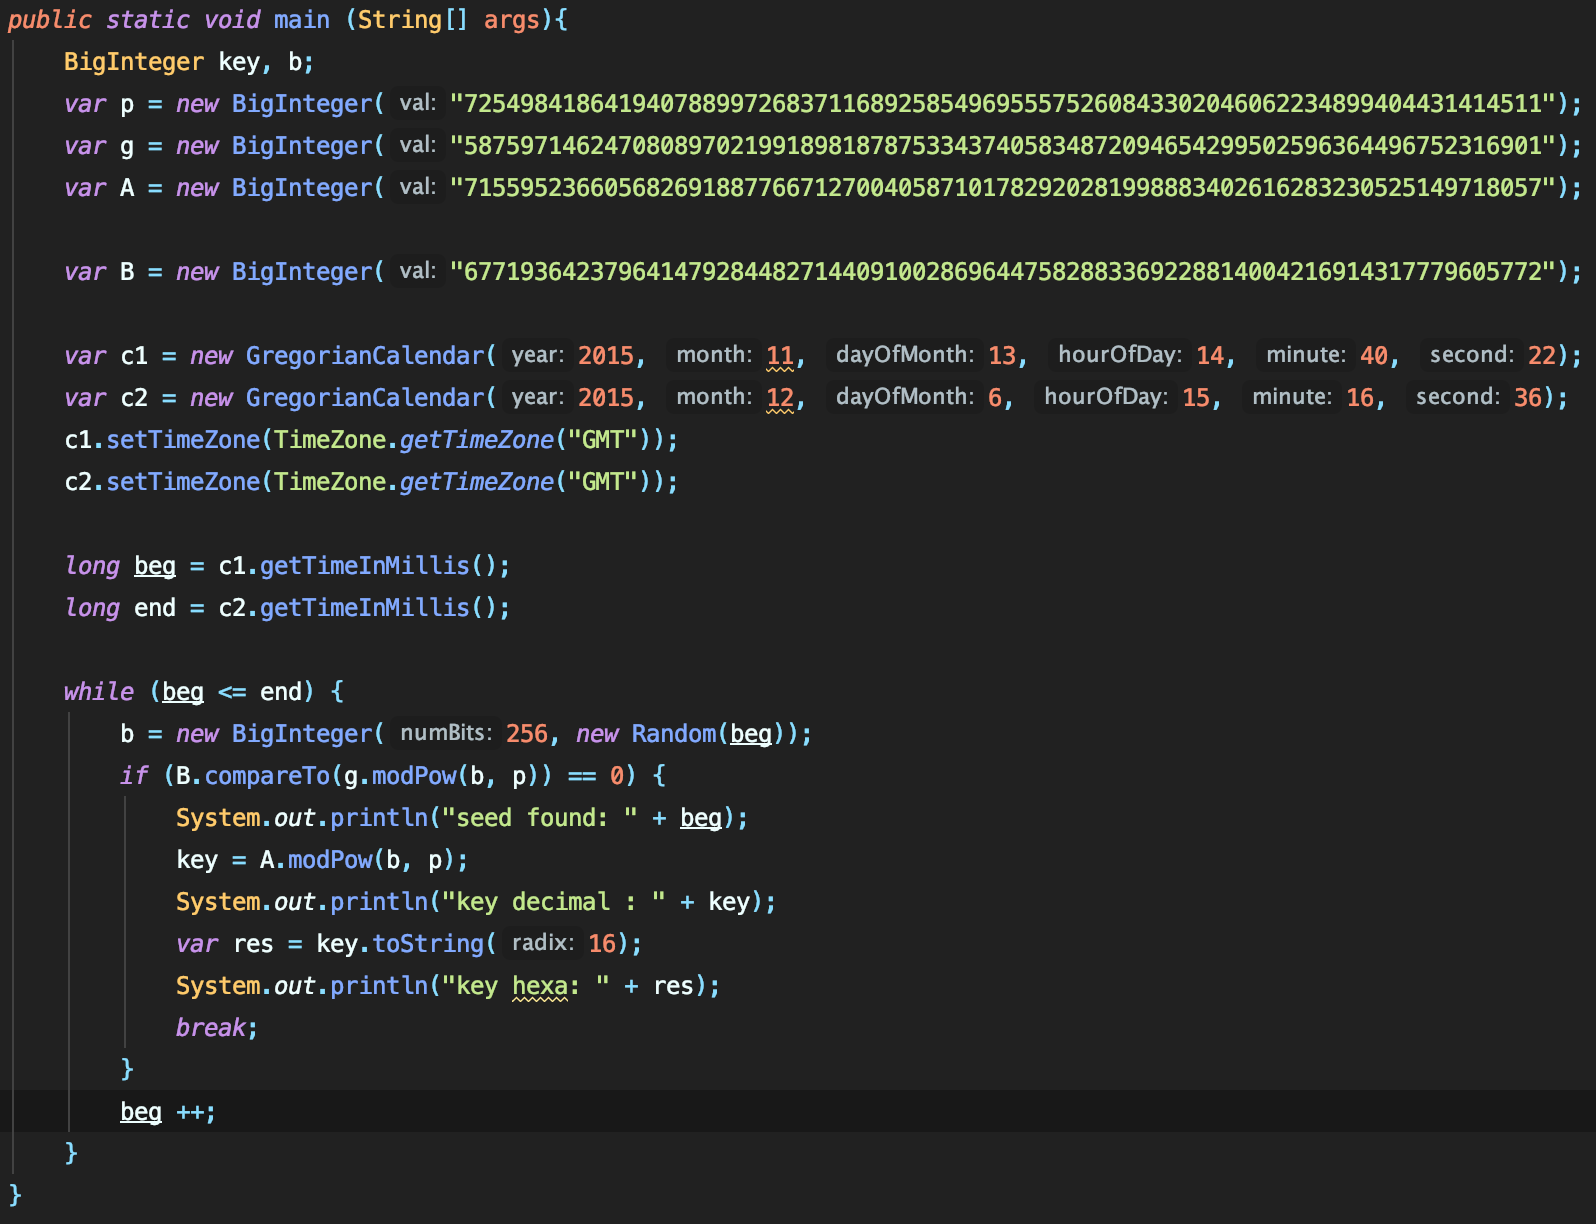 public static void main (String[] args){
BigInteger key, b;
var p = new BigInteger( val: "72549841864194078899726837116892585496955575260843302046062234899404431414511");
var g = new BigInteger( val: "58759714624708089702199189818787533437405834872094654299502596364496752316901");
var A = new BigInteger( val: "71559523660568269188776671270040587101782920281998883402616283230525149718057");
var B = new BigInteger( val: "67719364237964147928448271440910028696447582883369228814004216914317779605772");
var c1 = new GregorianCalendar( year: 2015, month: 11, dayOfMonth: 13, hourOfDay: 14, minute: 40, second: 22);
var c2 = new GregorianCalendar( year: 2015, month: 12, dayOfMonth: 6, hourOfDay: 15, minute: 16, second: 36);
c1.setTimeZone(TimeZone.getTimeZone("GMT"));
c2.setTimeZone(TimeZone.getTimeZone("GMT"));
long beg = c1.getTimeInMillis();
long end = c2.getTimeInMillis();
while (beg <= end) {
b = new BigInteger( numBits: 256, new Random(beg));
if (B.compareTo(g.modPow(b, p)) == 0) {
System.out.println("seed found: " + beg);
key = A.modPow(b, p);
System.out.println("key decimal : " + key);
var res = key.toString( radix: 16);
System.out.println("key hexa: " + res);
break;
}
beg ++;
}
}